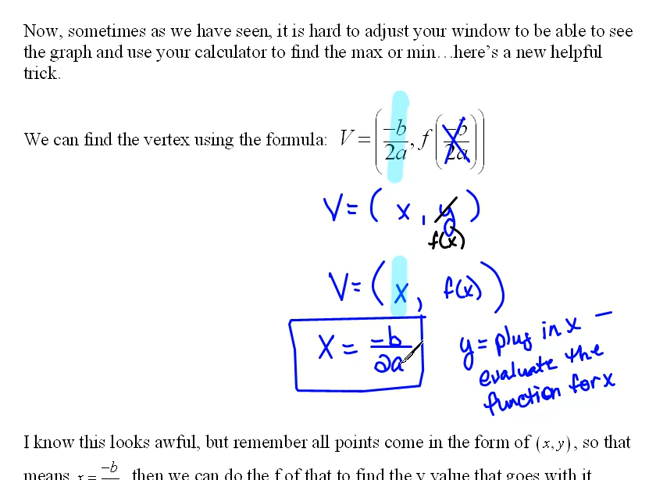 Now, sometimes as we have seen, it is hard to adjust your window to be able to see
the graph and use your calculator to find the max or min…here's a new helpful
trick.
We can find the vertex using the formula: V = (-b/2a, f(-b/2a))
V = ( x , y )
f(x)
V = ( x , f(x) )
x = -b/2a
y = plug in x –
evaluate the
function for x
I know this looks awful, but remember all points come in the form of (x, y), so that
means x = -b then we can do the f of that to find the y value that goes with it